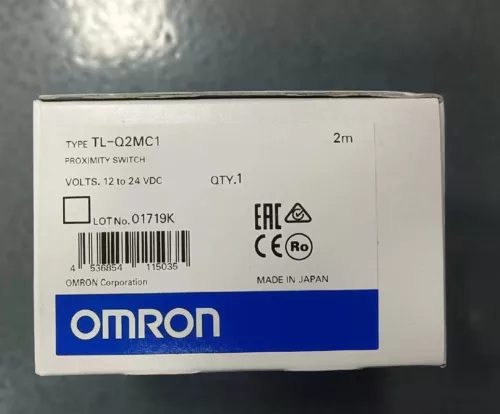 TYPE TL-Q2MC1 2m
PROXIMITY SWITCH
VOLTS. 12 to 24 VDC QTY.1
LOT No. 01719K
EAC
CE Ro
4 536854 115035
OMRON Corporation MADE IN JAPAN
OMRON